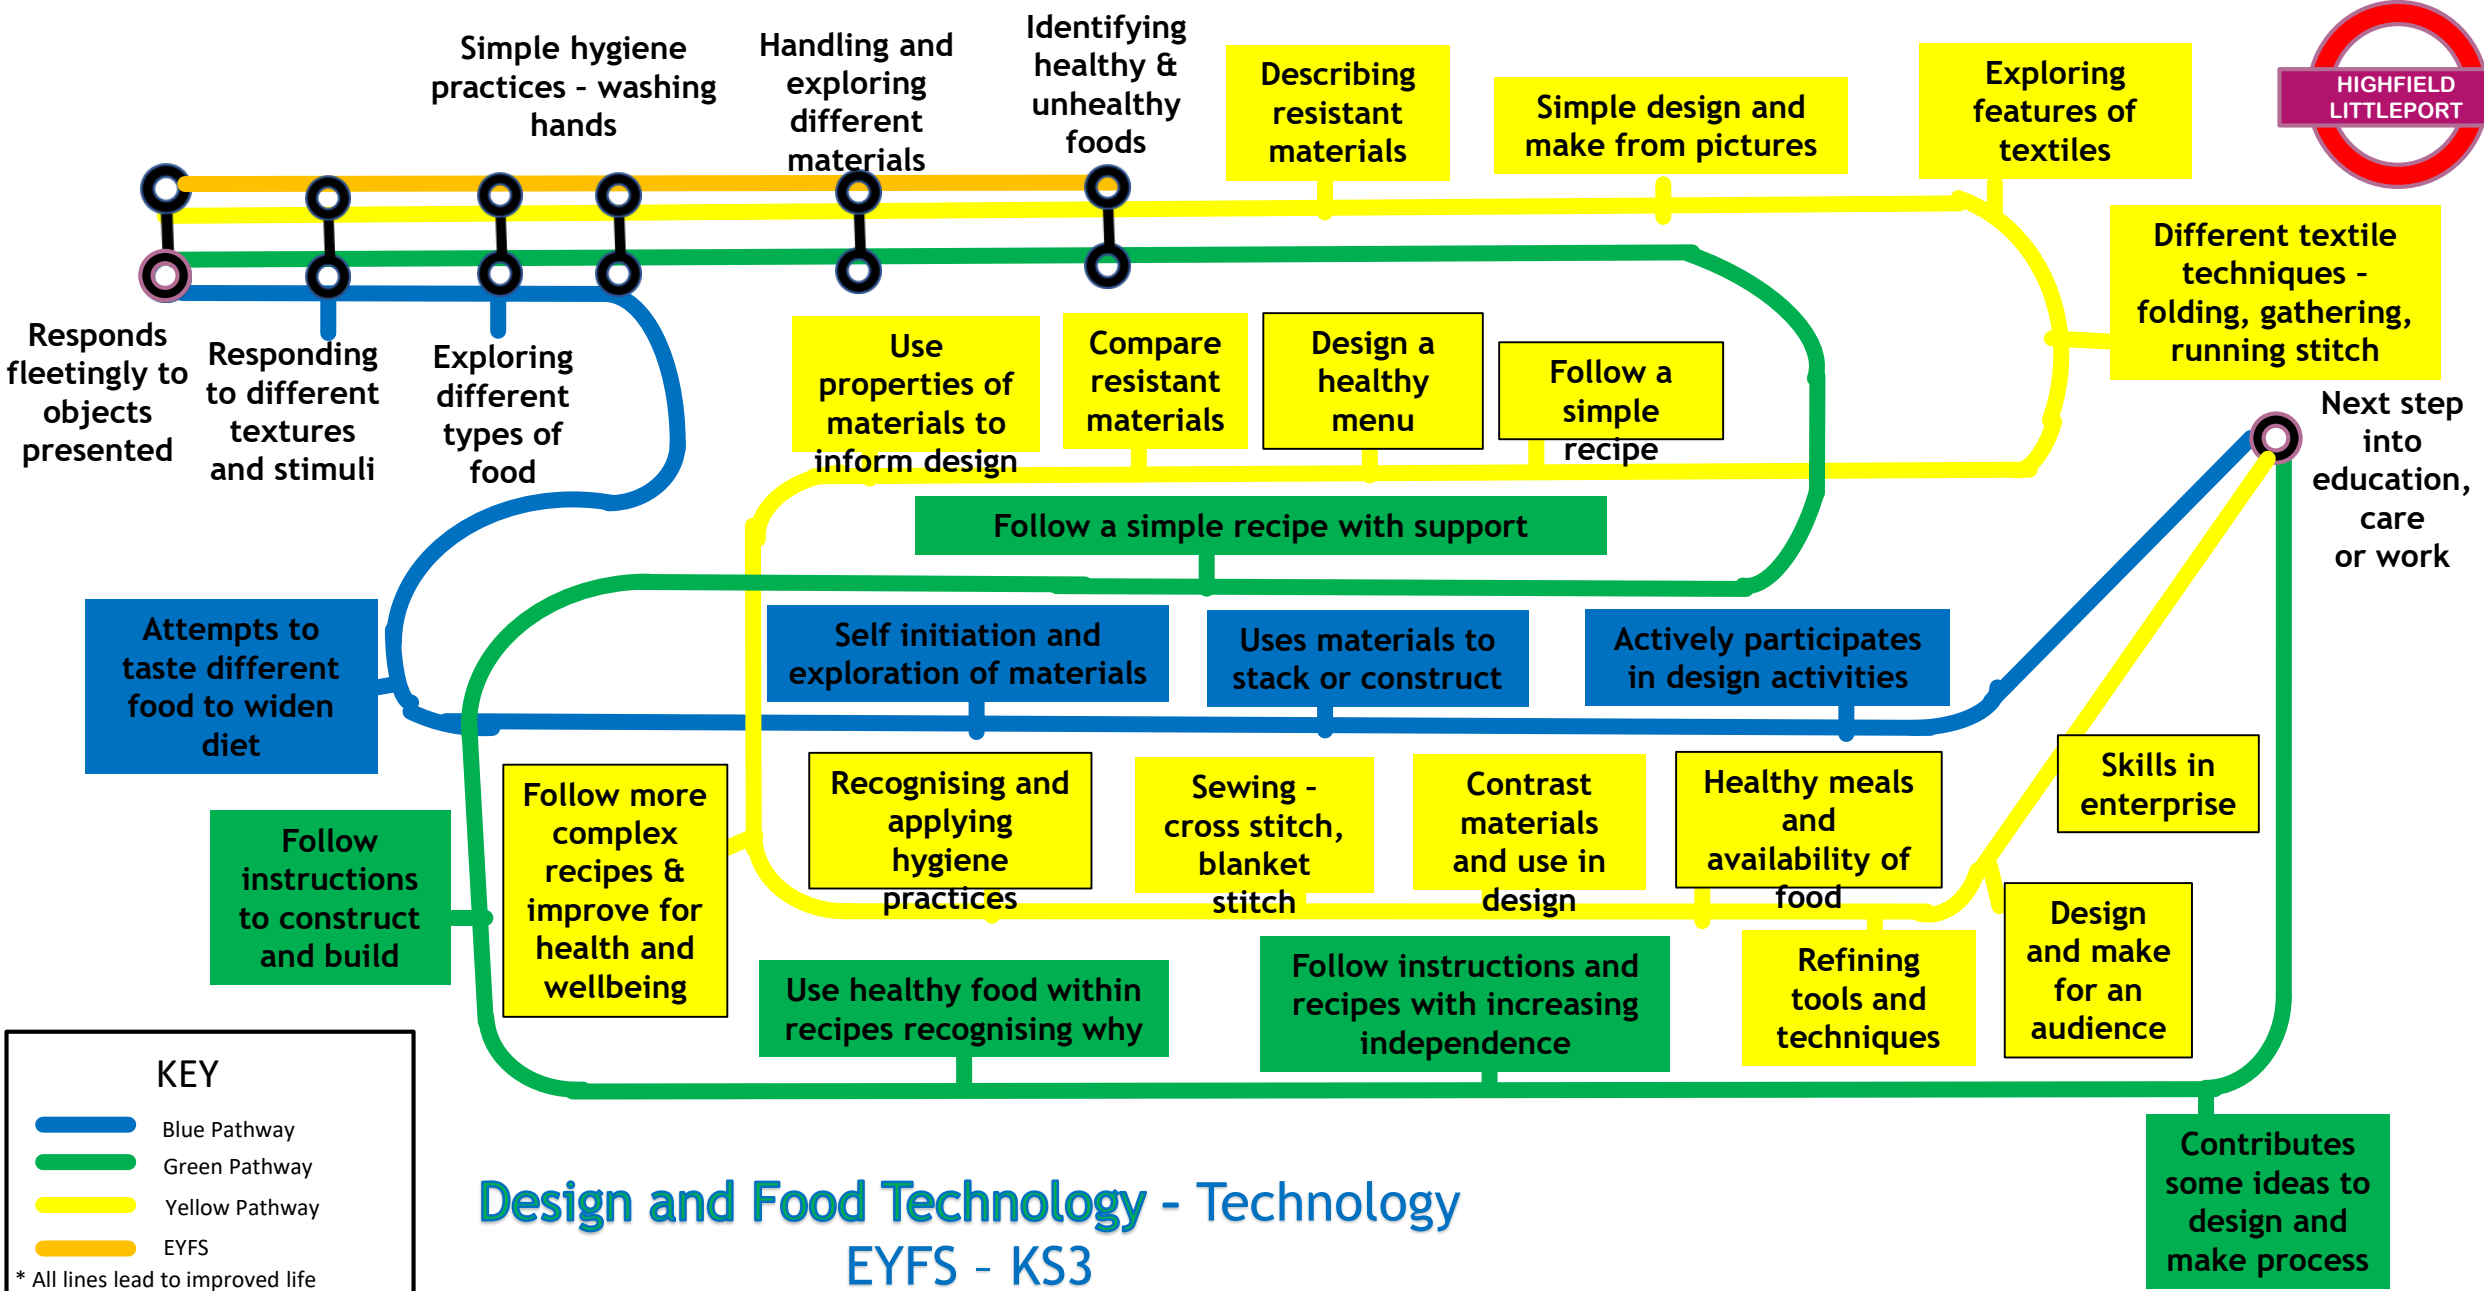 Simple hygiene
practices - washing
hands
Handling and
exploring
different
materials
Identifying
healthy &
unhealthy
foods
Describing
resistant
materials
Simple design and
make from pictures
Exploring
features of
textiles
HIGHFIELD
LITTLEPORT
Different textile
techniques -
folding, gathering,
running stitch
Responds
fleetingly to
objects
presented
Responding
to different
textures
and stimuli
Exploring
different
types of
food
Use
properties of
materials to
inform design
Compare
resistant
materials
Design a
healthy
menu
Follow a
simple
recipe
Next step
into
education,
care
or work
Follow a simple recipe with support
Attempts to
taste different
food to widen
diet
Self initiation and
exploration of materials
Uses materials to
stack or construct
Actively participates
in design activities
Follow
instructions
to construct
and build
Follow more
complex
recipes &
improve for
health and
wellbeing
Recognising and
applying
hygiene
practices
Sewing -
cross stitch,
blanket
stitch
Contrast
materials
and use in
design
Healthy meals
and
availability of
food
Skills in
enterprise
Use healthy food within
recipes recognising why
Follow instructions and
recipes with increasing
independence
Refining
tools and
techniques
Design
and make
for an
audience
Contributes
some ideas to
design and
make process
KEY
Blue Pathway
Green Pathway
Yellow Pathway
EYFS
* All lines lead to improved life
Design and Food Technology - Technology
EYFS - KS3